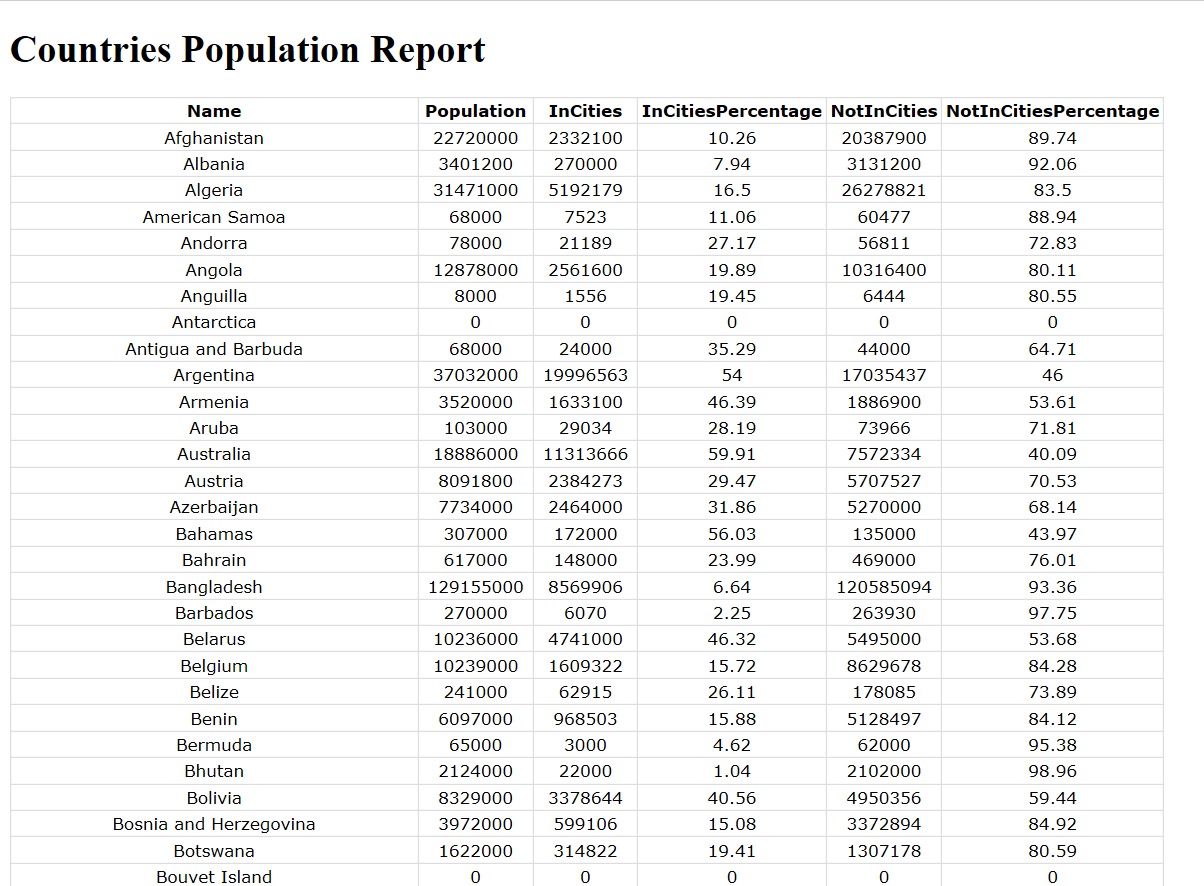 Countries Population Report
Name Population InCities InCitiesPercentage NotInCities NotInCitiesPercentage
Afghanistan 22720000 2332100 10.26 20387900 89.74
Albania 3401200 270000 7.94 3131200 92.06
Algeria 31471000 5192179 16.5 26278821 83.5
American Samoa 68000 7523 11.06 60477 88.94
Andorra 78000 21189 27.17 56811 72.83
Angola 12878000 2561600 19.89 10316400 80.11
Anguilla 8000 1556 19.45 6444 80.55
Antarctica 0 0 0 0 0
Antigua and Barbuda 68000 24000 35.29 44000 64.71
Argentina 37032000 19996563 54 17035437 46
Armenia 3520000 1633100 46.39 1886900 53.61
Aruba 103000 29034 28.19 73966 71.81
Australia 18886000 11313666 59.91 7572334 40.09
Austria 8091800 2384273 29.47 5707527 70.53
Azerbaijan 7734000 2464000 31.86 5270000 68.14
Bahamas 307000 172000 56.03 135000 43.97
Bahrain 617000 148000 23.99 469000 76.01
Bangladesh 129155000 8569906 6.64 120585094 93.36
Barbados 270000 6070 2.25 263930 97.75
Belarus 10236000 4741000 46.32 5495000 53.68
Belgium 10239000 1609322 15.72 8629678 84.28
Belize 241000 62915 26.11 178085 73.89
Benin 6097000 968503 15.88 5128497 84.12
Bermuda 65000 3000 4.62 62000 95.38
Bhutan 2124000 22000 1.04 2102000 98.96
Bolivia 8329000 3378644 40.56 4950356 59.44
Bosnia and Herzegovina 3972000 599106 15.08 3372894 84.92
Botswana 1622000 314822 19.41 1307178 80.59
Bouvet Island 0 0 0 0 0